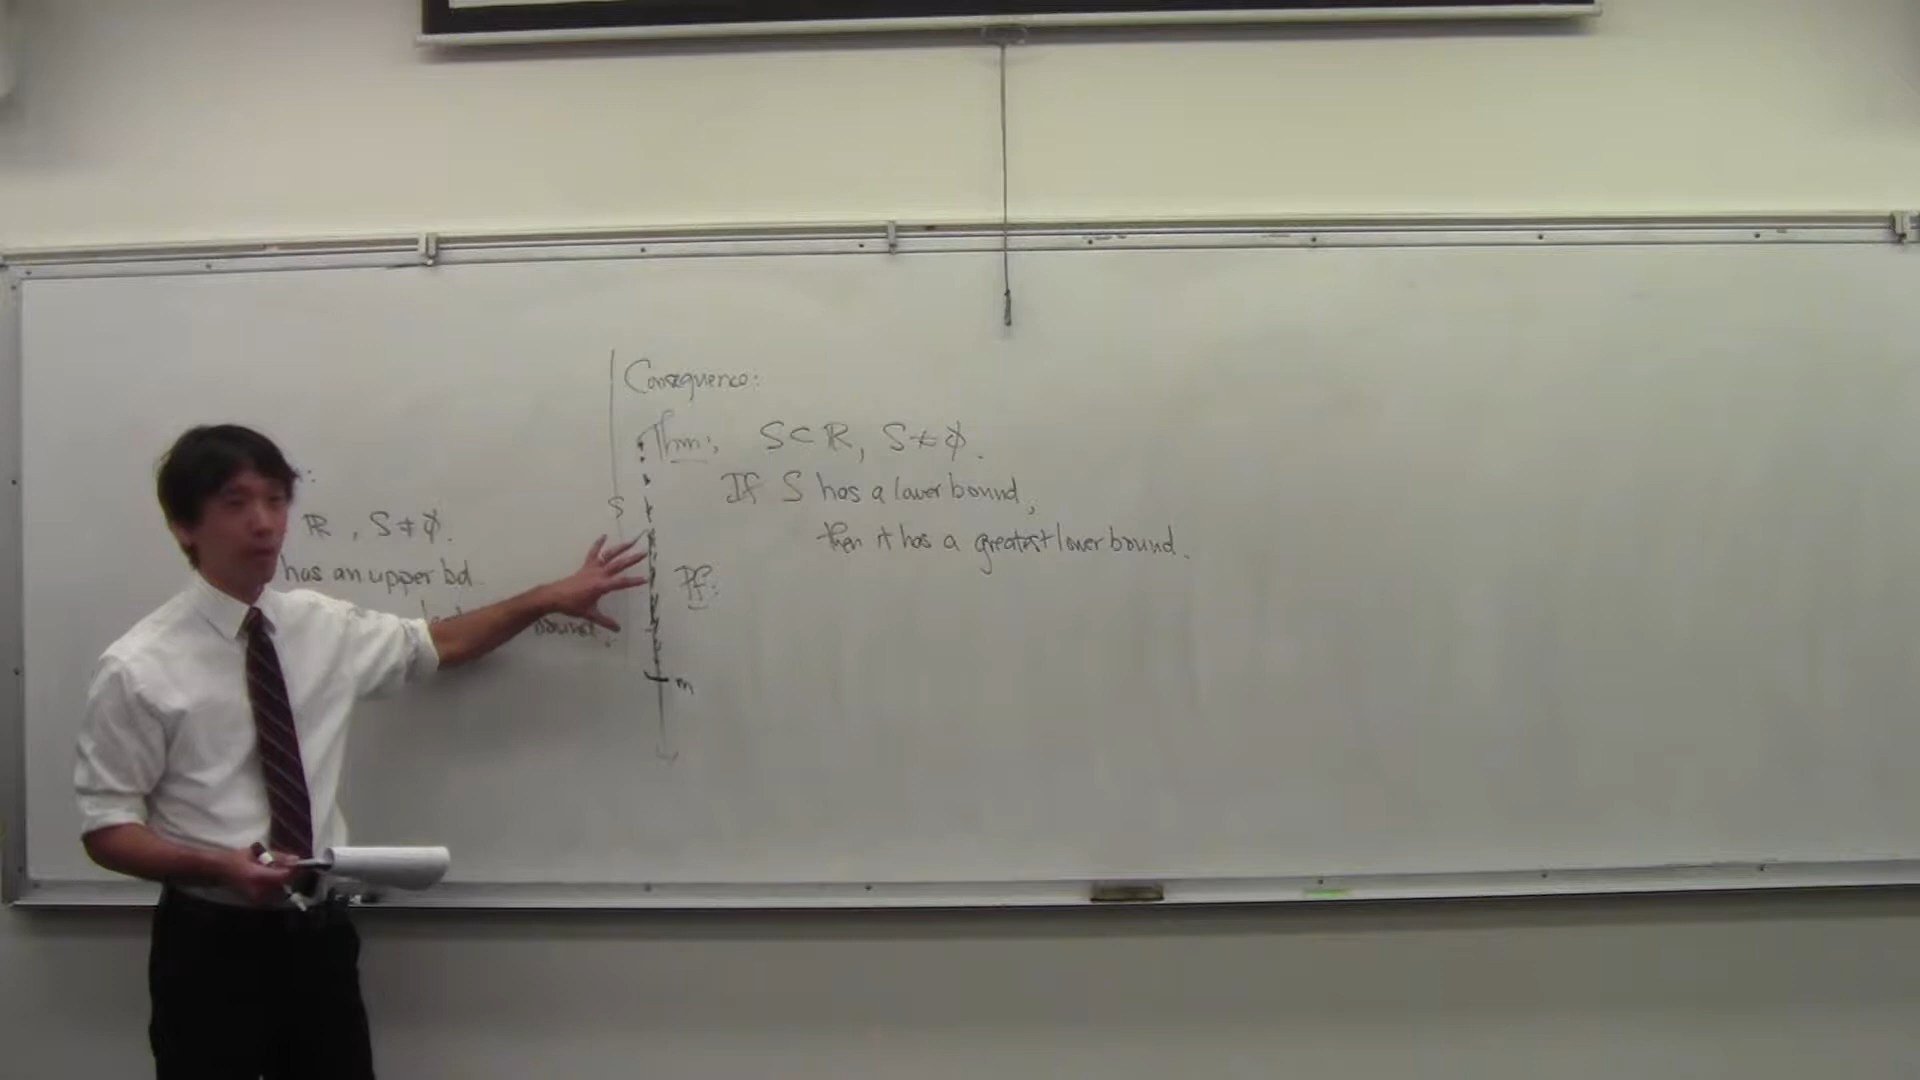 :
ℝ, S ≠ ∅.
has an upper bd.
bound.
Consequence:
Thm: S ⊂ ℝ, S ≠ ∅.
If S has a lower bound,
then it has a greatest lower bound.
S
Pf:
m